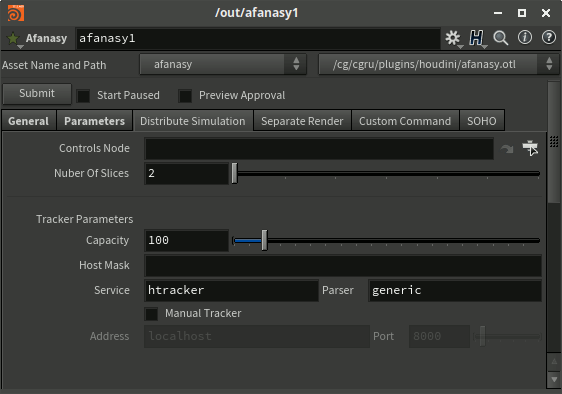 /out/afanasy1
Afanasy afanasy1
Asset Name and Path afanasy /cg/cgru/plugins/houdini/afanasy.otl
Submit Start Paused Preview Approval
General Parameters Distribute Simulation Separate Render Custom Command SOHO
Controls Node
Nuber Of Slices 2
Tracker Parameters
Capacity 100
Host Mask
Service htracker Parser generic
Manual Tracker
Address localhost Port 8000